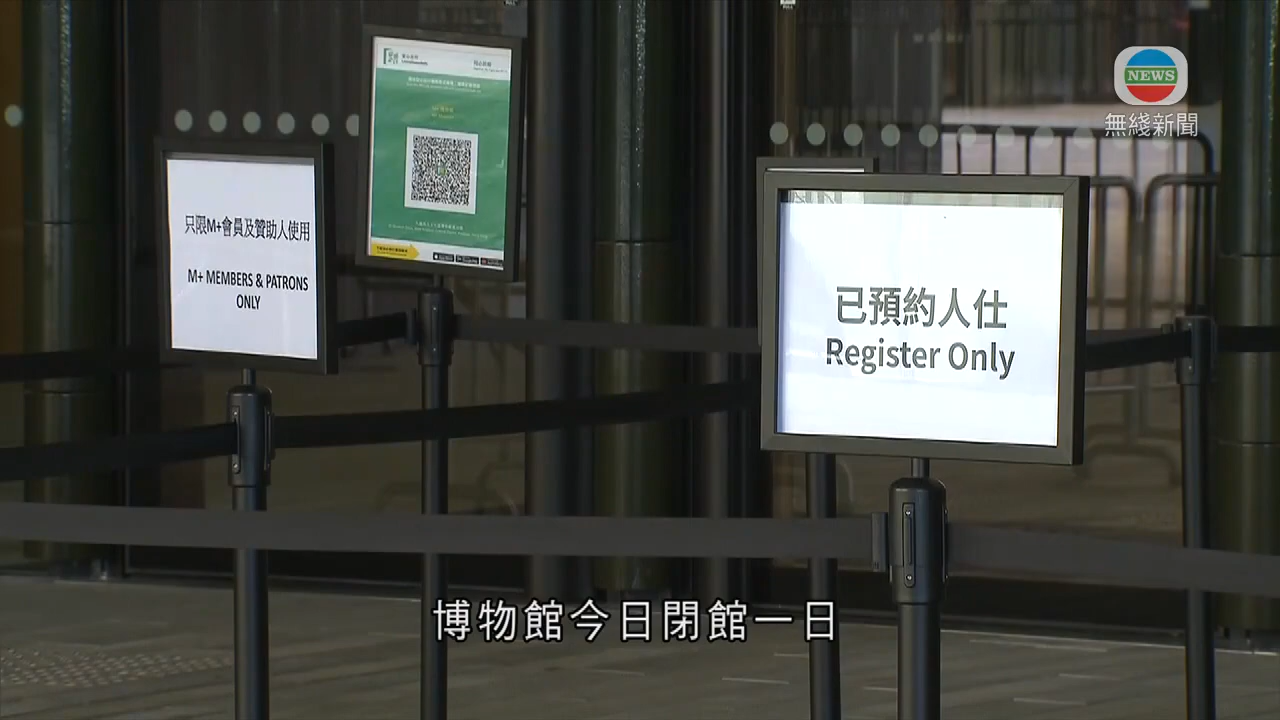 NEWS
無綫新聞
只限M+會員及贊助人使用
M+ MEMBERS & PATRONS
ONLY
已預約人仕
Register Only
博物館今日閉館一日